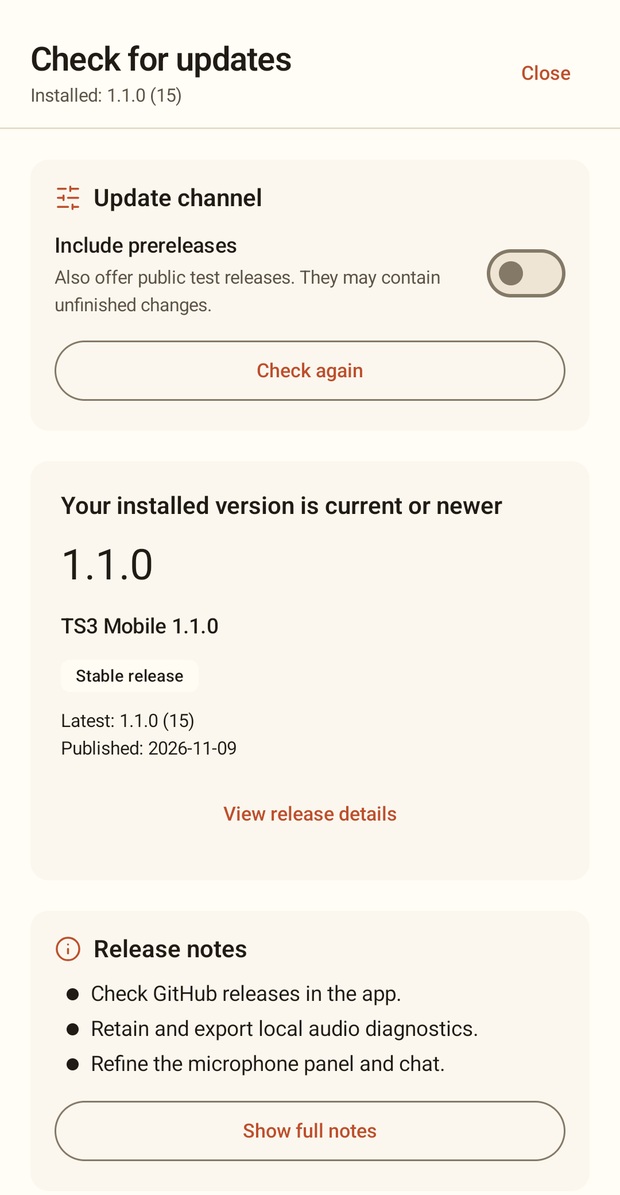 Check for updates
Installed: 1.1.0 (15)
Close
Update channel
Include prereleases
Also offer public test releases. They may contain
unfinished changes.
Check again
Your installed version is current or newer
1.1.0
TS3 Mobile 1.1.0
Stable release
Latest: 1.1.0 (15)
Published: 2026-11-09
View release details
Release notes
● Check GitHub releases in the app.
● Retain and export local audio diagnostics.
● Refine the microphone panel and chat.
Show full notes